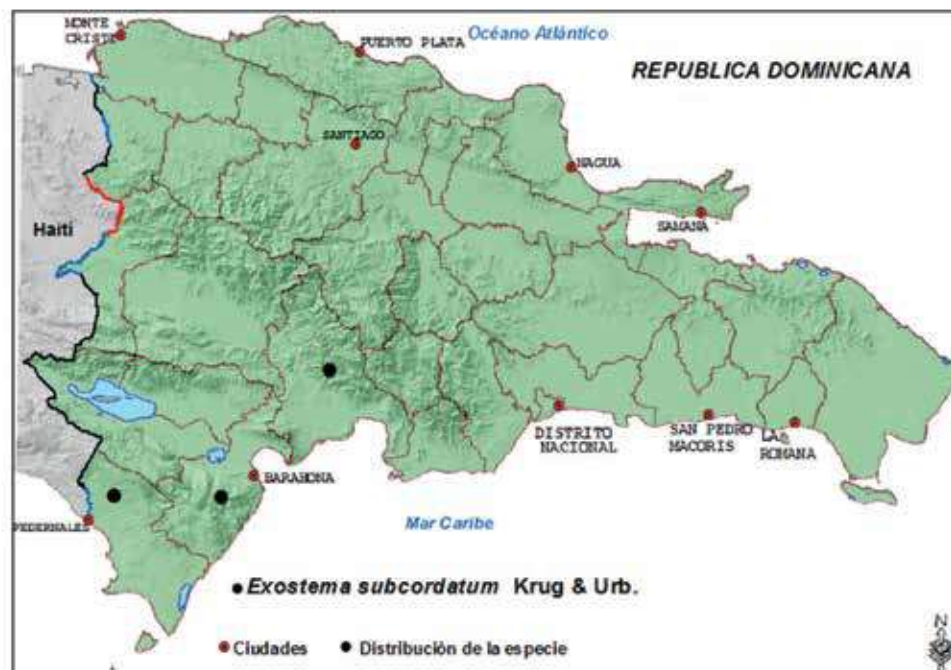 MONTE
CRISTI
PUERTO PLATA
Océano Atlántico
REPUBLICA DOMINICANA
SANTIAGO
NAGUA
SAMANA
Haití
DISTRITO
NACIONAL
SAN PEDRO
MACORIS
LA
ROMANA
BARAHONA
PEDERNALES
Mar Caribe
Exostema subcordatum Krug & Urb.
Ciudades
Distribución de la especie
N